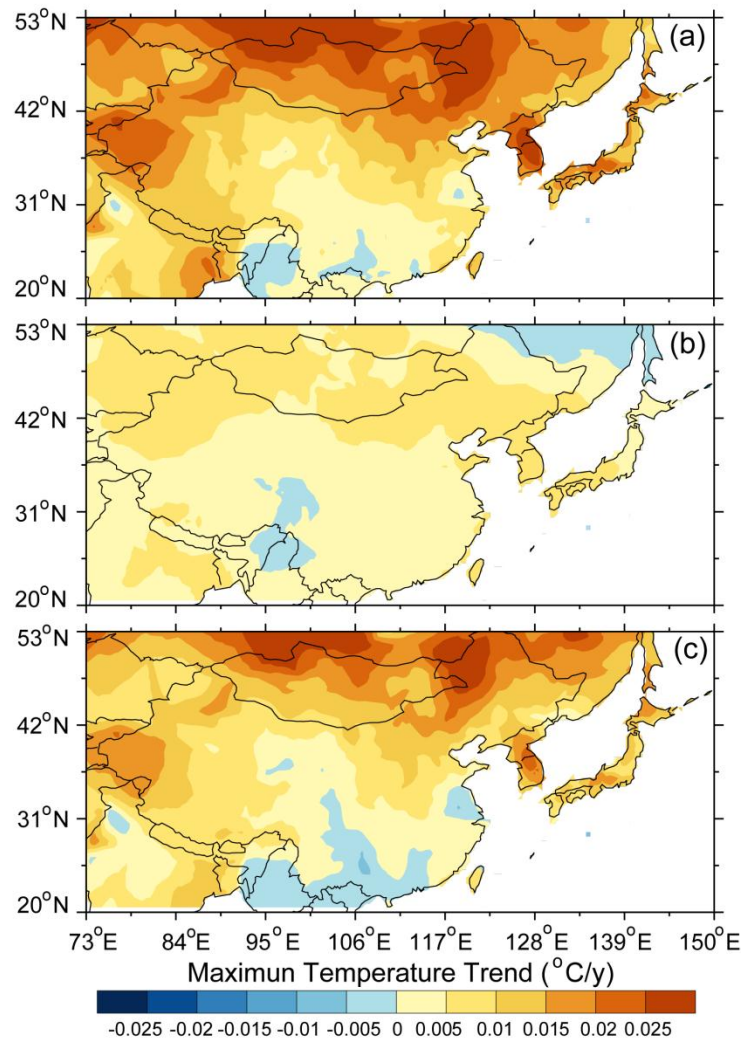 53°N
(a)
42°N
31°N
20°N
53°N
(b)
42°N
31°N
20°N
53°N
(c)
42°N
31°N
20°N
73°E 84°E 95°E 106°E 117°E 128°E 139°E 150°E
Maximun Temperature Trend (°C/y)
-0.025 -0.02 -0.015 -0.01 -0.005 0 0.005 0.01 0.015 0.02 0.025